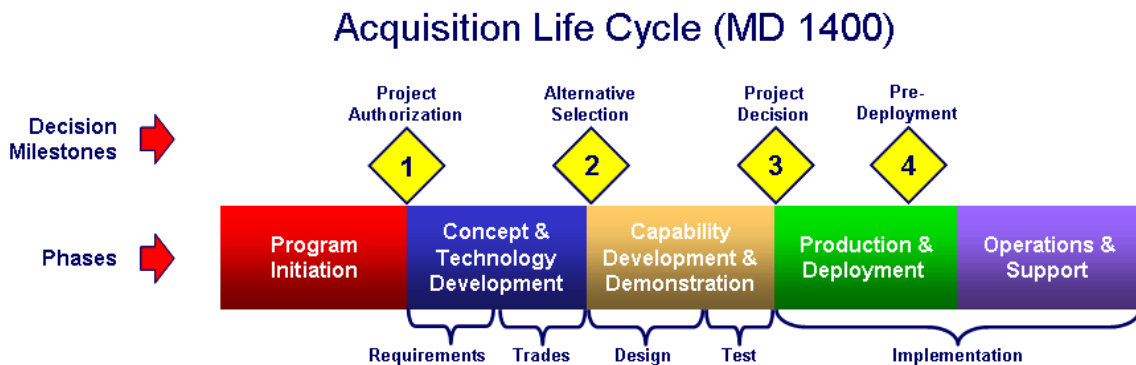 Acquisition Life Cycle (MD 1400)
Decision
Milestones
Project
Authorization
Alternative
Selection
Project
Decision
Pre-
Deployment
1
2
3
4
Phases
Program
Initiation
Concept &
Technology
Development
Capability
Development &
Demonstration
Production &
Deployment
Operations &
Support
Requirements
Trades
Design
Test
Implementation